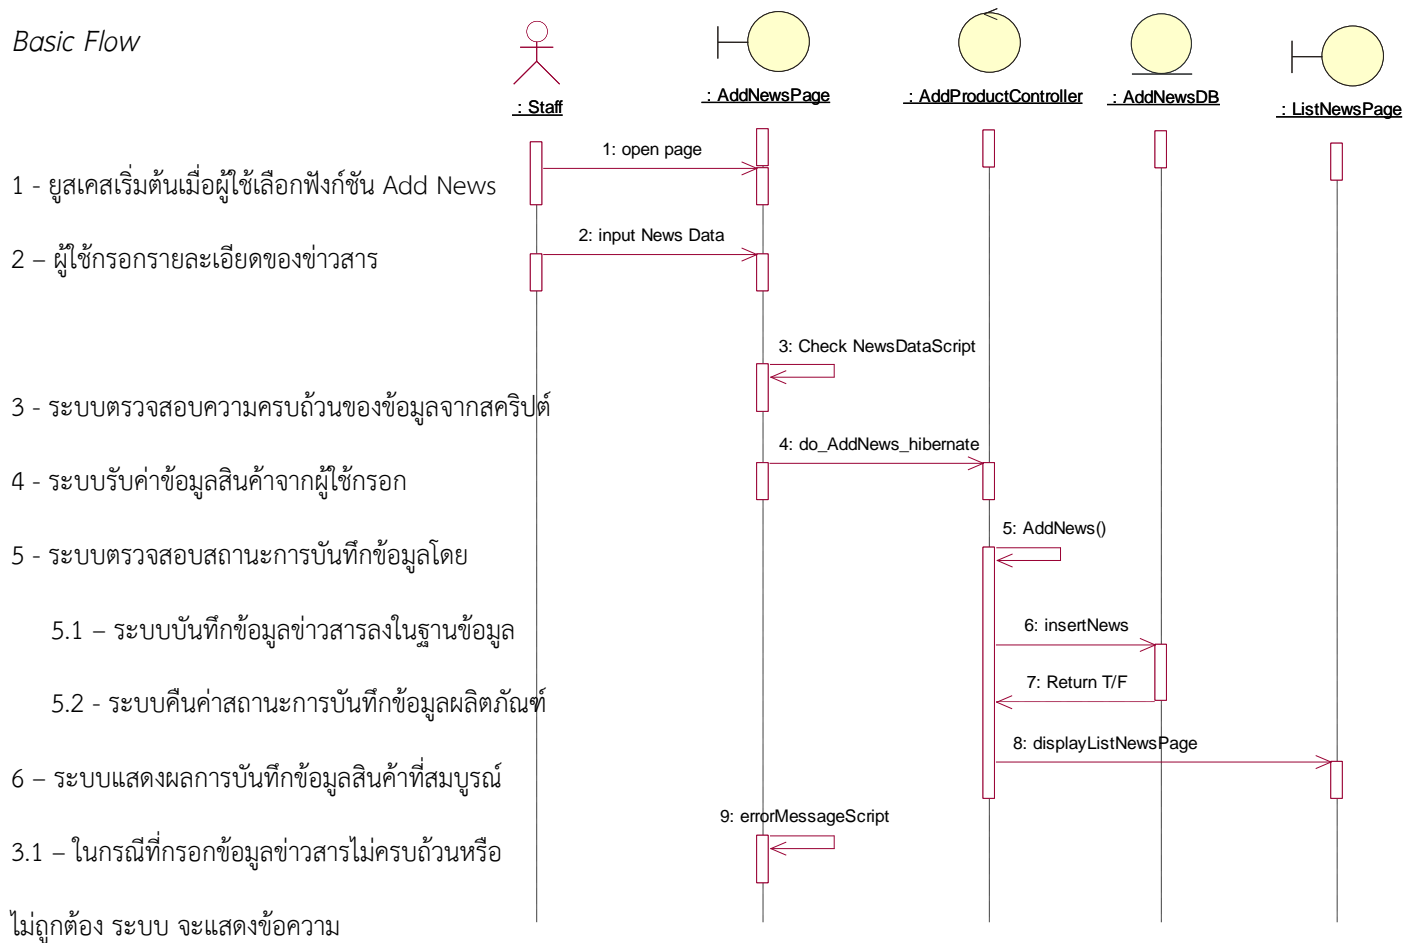 Basic Flow
: Staff
: AddNewsPage
: AddProductController
: AddNewsDB
: ListNewsPage
1: open page
1 - ยูสเคสเริ่มต้นเมื่อผู้ใช้เลือกฟังก์ชัน Add News
2: input News Data
2 – ผู้ใช้กรอกรายละเอียดของข่าวสาร
3: Check NewsDataScript
3 - ระบบตรวจสอบความครบถ้วนของข้อมูลจากสคริปต์
4: do_AddNews_hibernate
4 - ระบบรับค่าข้อมูลสินค้าจากผู้ใช้กรอก
5: AddNews()
5 - ระบบตรวจสอบสถานะการบันทึกข้อมูลโดย
5.1 – ระบบบันทึกข้อมูลข่าวสารลงในฐานข้อมูล
6: insertNews
7: Return T/F
5.2 - ระบบคืนค่าสถานะการบันทึกข้อมูลผลิตภัณฑ์
8: displayListNewsPage
6 – ระบบแสดงผลการบันทึกข้อมูลสินค้าที่สมบูรณ์
9: errorMessageScript
3.1 – ในกรณีที่กรอกข้อมูลข่าวสารไม่ครบถ้วนหรือ
ไม่ถูกต้อง ระบบ จะแสดงข้อความ